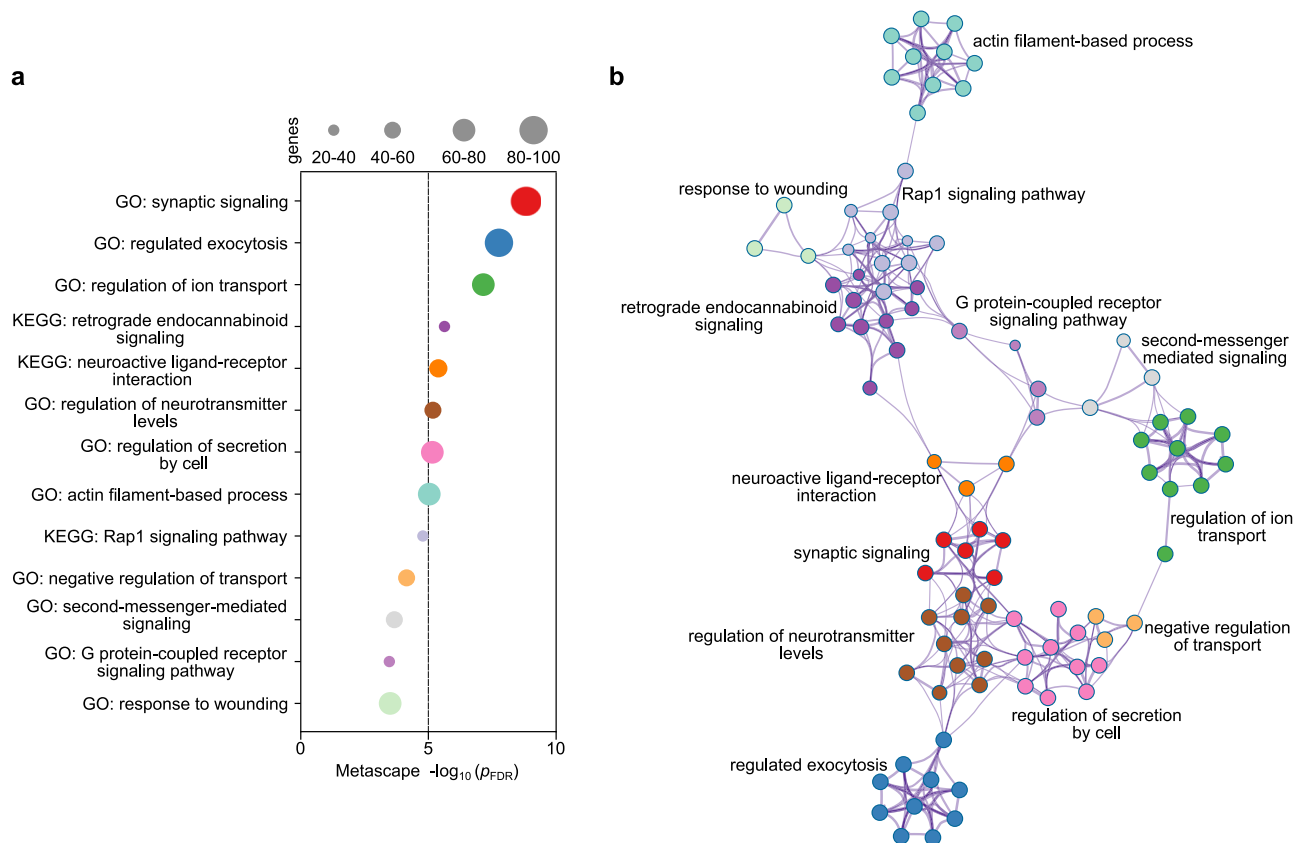 a
genes
20-40 40-60 60-80 80-100
GO: synaptic signaling
GO: regulated exocytosis
GO: regulation of ion transport
KEGG: retrograde endocannabinoid
signaling
KEGG: neuroactive ligand-receptor
interaction
GO: regulation of neurotransmitter
levels
GO: regulation of secretion
by cell
GO: actin filament-based process
KEGG: Rap1 signaling pathway
GO: negative regulation of transport
GO: second-messenger-mediated
signaling
GO: G protein-coupled receptor
signaling pathway
GO: response to wounding
0 5 10
Metascape -log₁₀ (p_FDR)
b
actin filament-based process
response to wounding
Rap1 signaling pathway
retrograde endocannabinoid
signaling
G protein-coupled receptor
signaling pathway
second-messenger
mediated signaling
neuroactive ligand-receptor
interaction
regulation of ion
transport
synaptic signaling
regulation of neurotransmitter
levels
negative regulation
of transport
regulation of secretion
by cell
regulated exocytosis